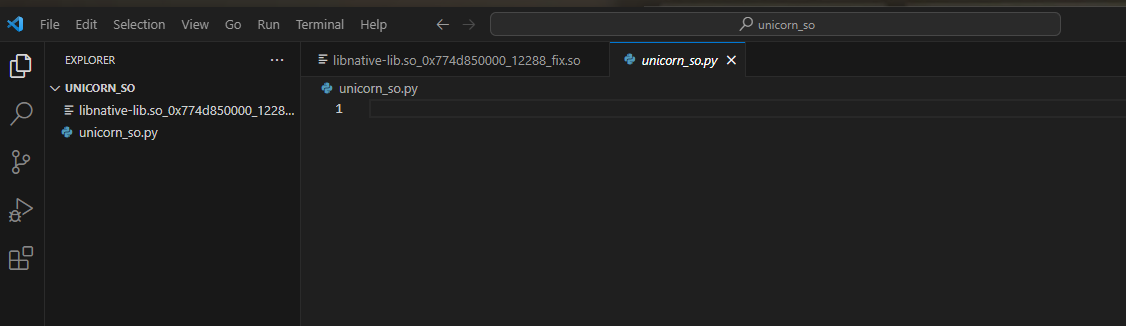 File Edit Selection View Go Run Terminal Help unicorn_so
EXPLORER ...
libnative-lib.so_0x774d850000_12288_fix.so unicorn_so.py
UNICORN_SO
unicorn_so.py
libnative-lib.so_0x774d850000_1228...
1
unicorn_so.py